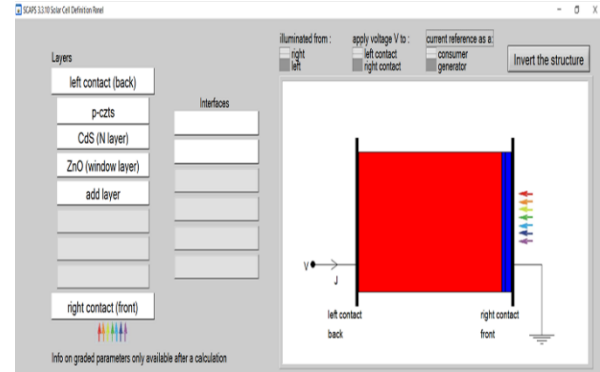 SCAPS 3.3.10 Solar Cell Definition Panel
Layers
left contact (back)
p-czts
CdS (N layer)
ZnO (window layer)
add layer
right contact (front)
Info on graded parameters only available after a calculation
Interfaces
illuminated from :
right
left
apply voltage V to :
left contact
right contact
current reference as a:
consumer
generator
Invert the structure
V
J
left contact
back
right contact
front